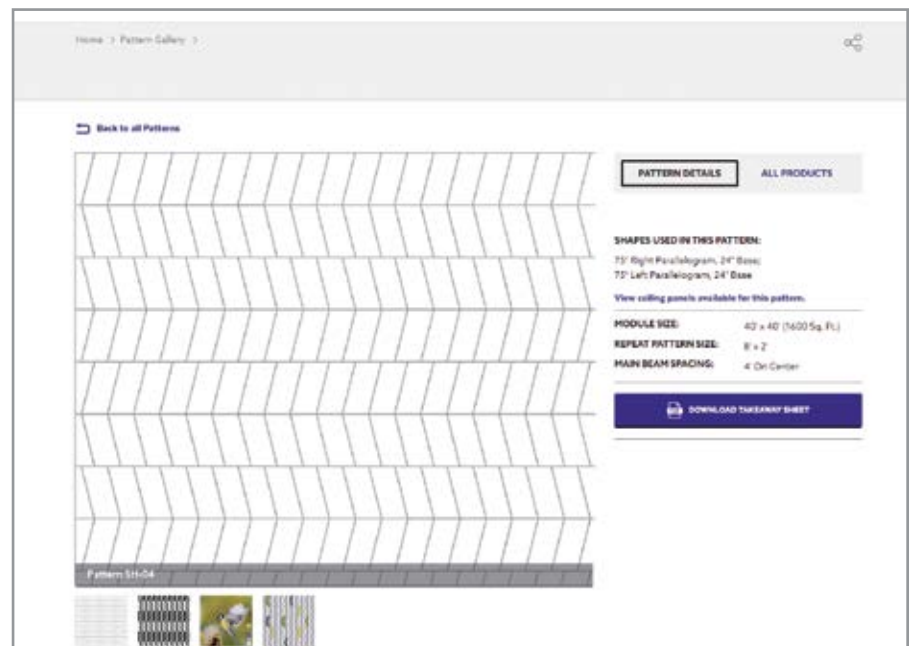 Home > Pattern Gallery >
Back to all Patterns
PATTERN DETAILS
ALL PRODUCTS
SHAPES USED IN THIS PATTERN:
75° Right Parallelogram, 24" Base;
75° Left Parallelogram, 24" Base
View ceiling panels available for this pattern.
MODULE SIZE: 40' x 40' (1600 Sq. Ft.)
REPEAT PATTERN SIZE: 8' x 2'
MAIN BEAM SPACING: 4' On Center
DOWNLOAD TAKEAWAY SHEET
Pattern SH-04